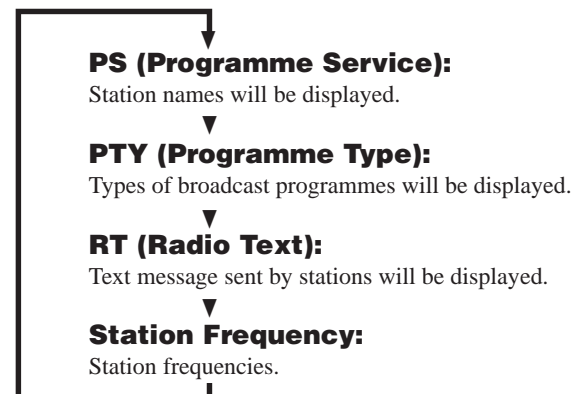 PS (Programme Service):
Station names will be displayed.
PTY (Programme Type):
Types of broadcast programmes will be displayed.
RT (Radio Text):
Text message sent by stations will be displayed.
Station Frequency:
Station frequencies.